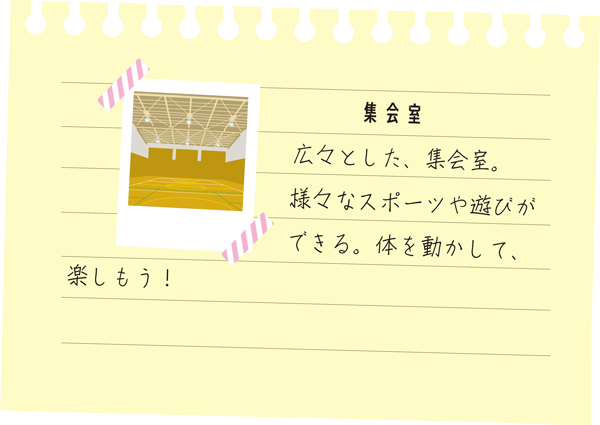 集会室
広々とした、集会室。
様々なスポーツや遊びが
できる。体を動かして、
楽しもう！